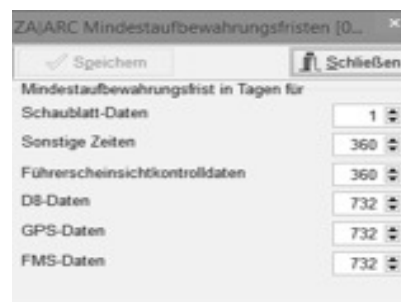 ZA|ARC Mindestaufbewahrungsfristen [0...
Speichern
Schließen
Mindestaufbewahrungsfrist in Tagen für
Schaublatt-Daten 1
Sonstige Zeiten 360
Führerscheinsichtkontrolldaten 360
D8-Daten 732
GPS-Daten 732
FMS-Daten 732